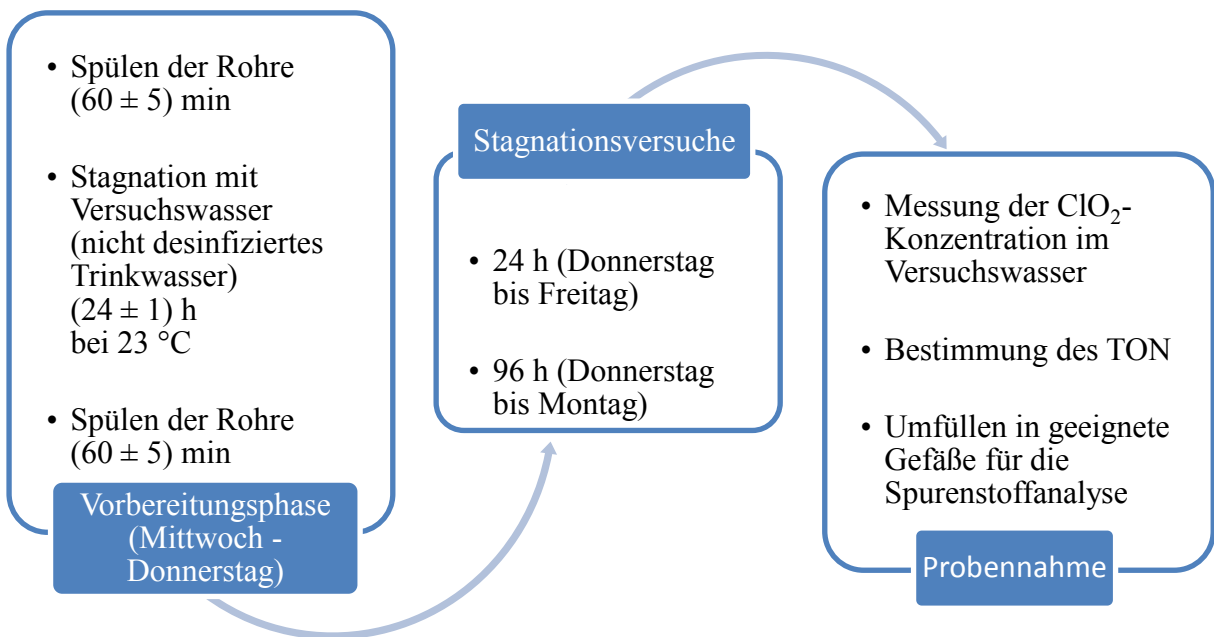 • Spülen der Rohre
(60 ± 5) min
• Stagnation mit
Versuchswasser
(nicht desinfiziertes
Trinkwasser)
(24 ± 1) h
bei 23 °C
• Spülen der Rohre
(60 ± 5) min
Vorbereitungsphase
(Mittwoch -
Donnerstag)
Stagnationsversuche
• 24 h (Donnerstag
bis Freitag)
• 96 h (Donnerstag
bis Montag)
• Messung der ClO₂-
Konzentration im
Versuchswasser
• Bestimmung des TON
• Umfüllen in geeignete
Gefäße für die
Spurenstoffanalyse
Probennahme